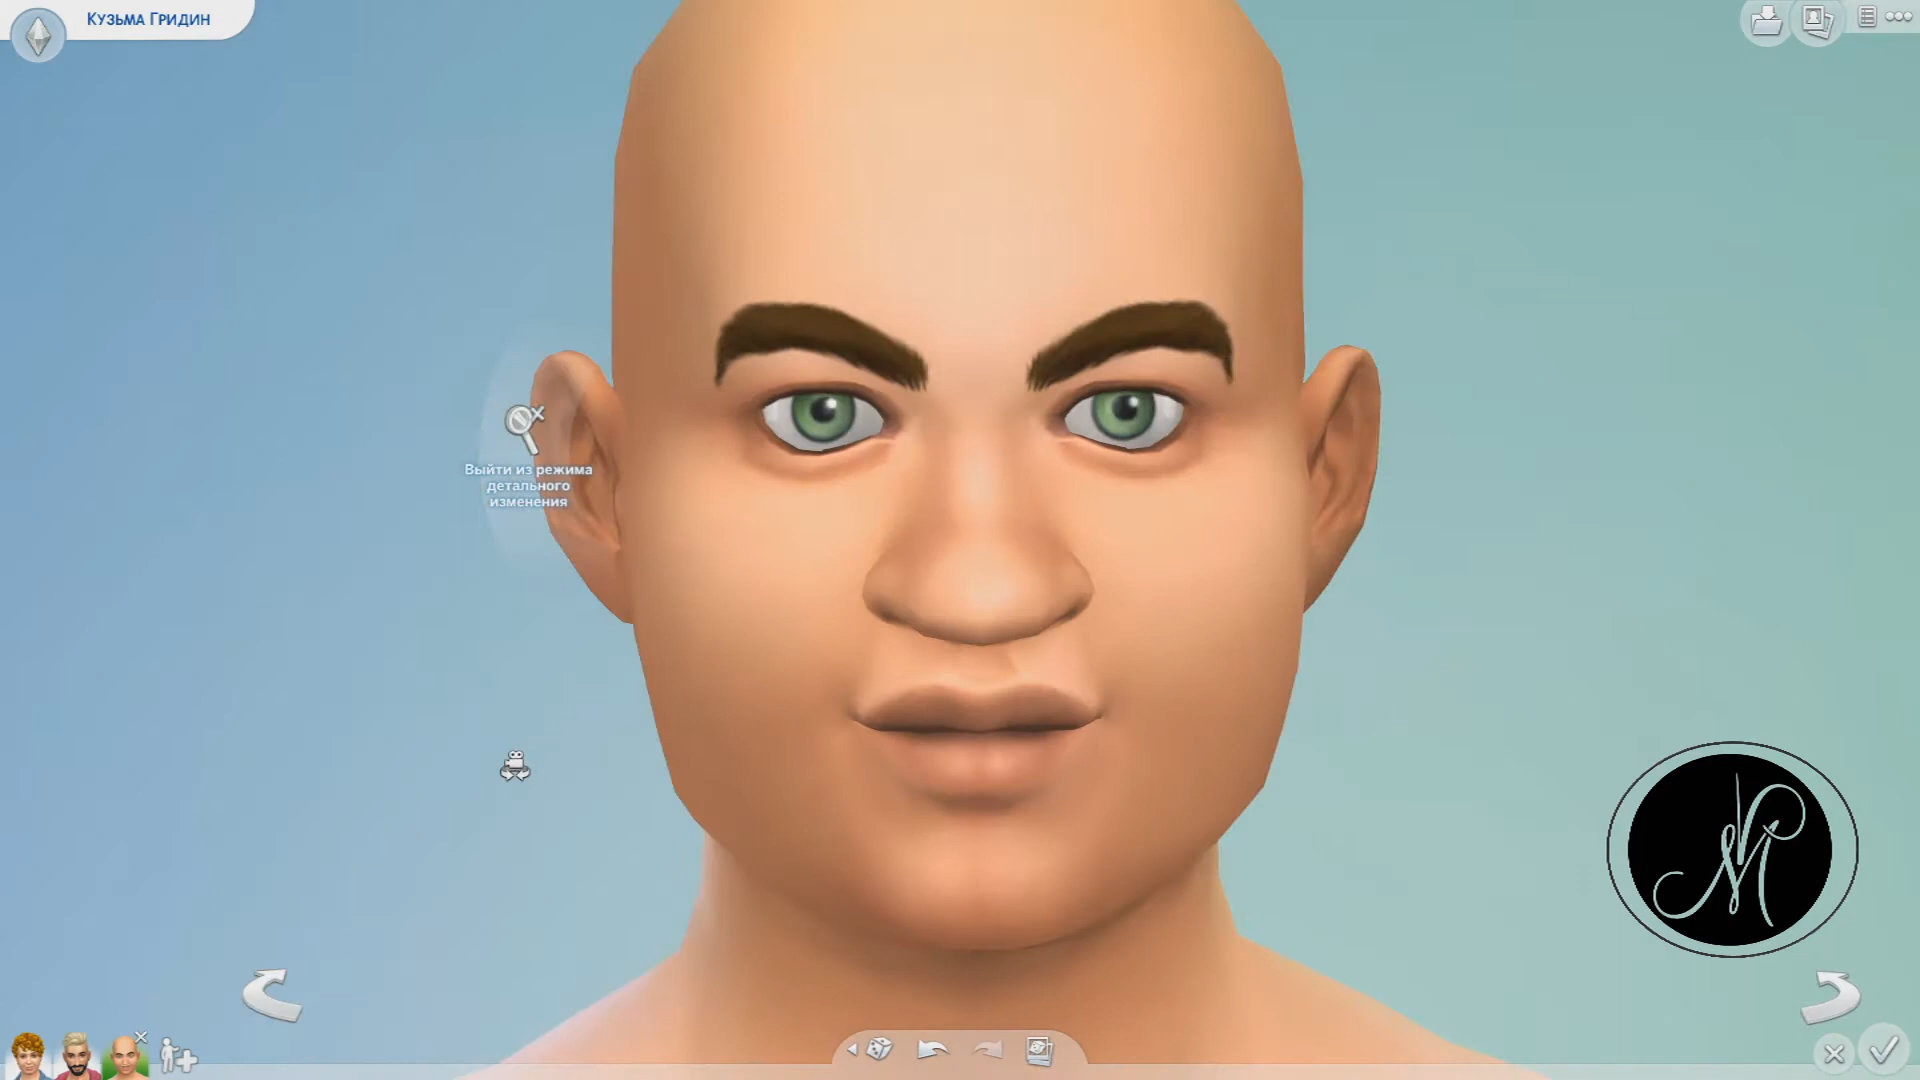 Кузьма Гридин
Выйти из режима
детального
изменения